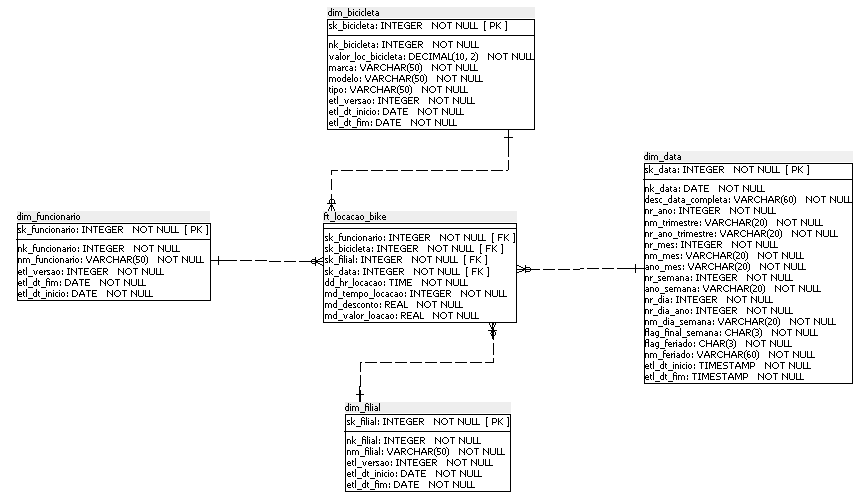 dim_bicicleta
sk_bicicleta: INTEGER NOT NULL [ PK ]
nk_bicicleta: INTEGER NOT NULL
valor_loc_bicicleta: DECIMAL(10, 2) NOT NULL
marca: VARCHAR(50) NOT NULL
modelo: VARCHAR(50) NOT NULL
tipo: VARCHAR(50) NOT NULL
etl_versao: INTEGER NOT NULL
etl_dt_inicio: DATE NOT NULL
etl_dt_fim: DATE NOT NULL
dim_funcionario
sk_funcionario: INTEGER NOT NULL [ PK ]
nk_funcionario: INTEGER NOT NULL
nm_funcionario: VARCHAR(50) NOT NULL
etl_versao: INTEGER NOT NULL
etl_dt_fim: DATE NOT NULL
etl_dt_inicio: DATE NOT NULL
ft_locacao_bike
sk_funcionario: INTEGER NOT NULL [ FK ]
sk_bicicleta: INTEGER NOT NULL [ FK ]
sk_filial: INTEGER NOT NULL [ FK ]
sk_data: INTEGER NOT NULL [ FK ]
dd_hr_locacao: TIME NOT NULL
md_tempo_locacao: INTEGER NOT NULL
md_desconto: REAL NOT NULL
md_valor_loacao: REAL NOT NULL
dim_data
sk_data: INTEGER NOT NULL [ PK ]
nk_data: DATE NOT NULL
desc_data_completa: VARCHAR(60) NOT NULL
nr_ano: INTEGER NOT NULL
nm_trimestre: VARCHAR(20) NOT NULL
nr_ano_trimestre: VARCHAR(20) NOT NULL
nr_mes: INTEGER NOT NULL
nm_mes: VARCHAR(20) NOT NULL
ano_mes: VARCHAR(20) NOT NULL
nr_semana: INTEGER NOT NULL
ano_semana: VARCHAR(20) NOT NULL
nr_dia: INTEGER NOT NULL
nr_dia_ano: INTEGER NOT NULL
nm_dia_semana: VARCHAR(20) NOT NULL
flag_final_semana: CHAR(3) NOT NULL
flag_feriado: CHAR(3) NOT NULL
nm_feriado: VARCHAR(60) NOT NULL
etl_dt_inicio: TIMESTAMP NOT NULL
etl_dt_fim: TIMESTAMP NOT NULL
dim_filial
sk_filial: INTEGER NOT NULL [ PK ]
nk_filial: INTEGER NOT NULL
nm_filial: VARCHAR(50) NOT NULL
etl_versao: INTEGER NOT NULL
etl_dt_inicio: DATE NOT NULL
etl_dt_fim: DATE NOT NULL